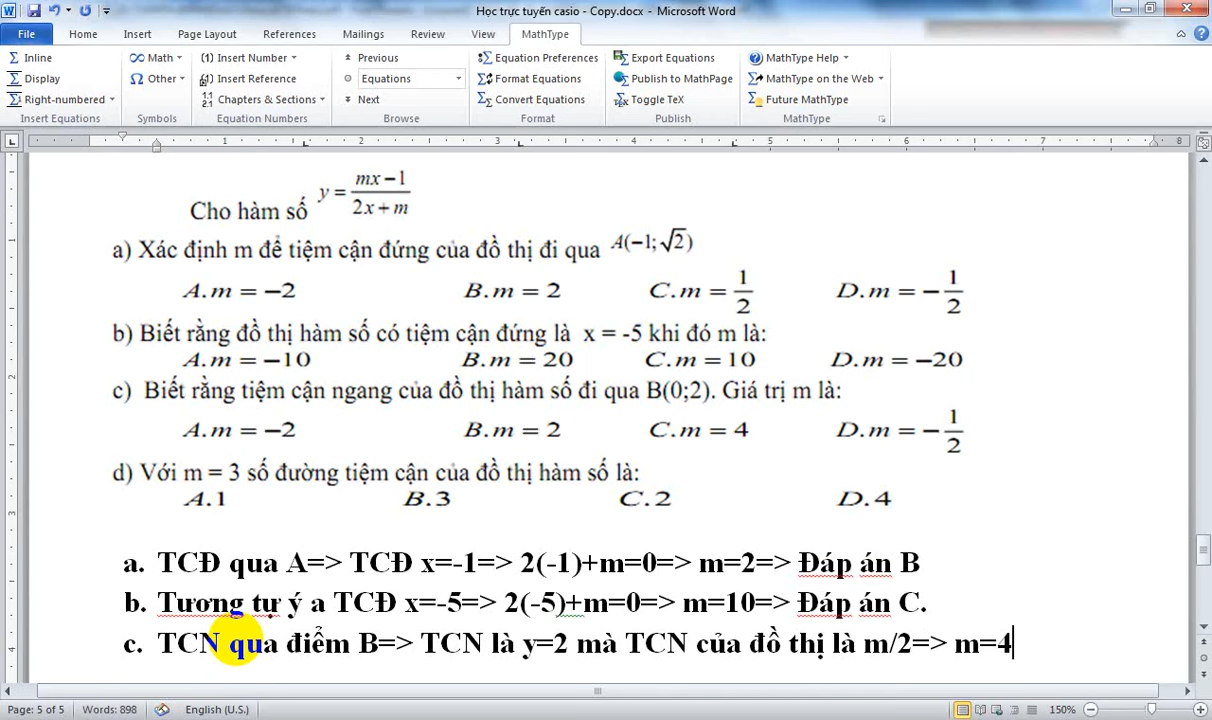 Học trực tuyến casio - Copy.docx - Microsoft Word
File Home Insert Page Layout References Mailings Review View MathType
Inline Math (1) Insert Number Previous Equation Preferences Export Equations MathType Help
Display Other (1) Insert Reference Equations Format Equations Publish to MathPage MathType on the Web
Right-numbered Chapters & Sections Next Convert Equations Toggle TeX Future MathType
Insert Equations Symbols Equation Numbers Browse Format Publish MathType
1 2 3 4 5 6 7 8
Cho hàm số y = (mx − 1)/(2x + m)
a) Xác định m để tiệm cận đứng của đồ thị đi qua A(−1; √2)
A.m = −2 B.m = 2 C.m = 1/2 D.m = −1/2
b) Biết rằng đồ thị hàm số có tiệm cận đứng là x = -5 khi đó m là:
A.m = −10 B.m = 20 C.m = 10 D.m = −20
c) Biết rằng tiệm cận ngang của đồ thị hàm số đi qua B(0;2). Giá trị m là:
A.m = −2 B.m = 2 C.m = 4 D.m = −1/2
d) Với m = 3 số đường tiệm cận của đồ thị hàm số là:
A.1 B.3 C.2 D.4
a. TCĐ qua A=> TCĐ x=-1=> 2(-1)+m=0=> m=2=> Đáp án B
b. Tương tự ý a TCĐ x=-5=> 2(-5)+m=0=> m=10=> Đáp án C.
c. TCN qua điểm B=> TCN là y=2 mà TCN của đồ thị là m/2=> m=4
Page: 5 of 5 Words: 898 English (U.S.) 150%